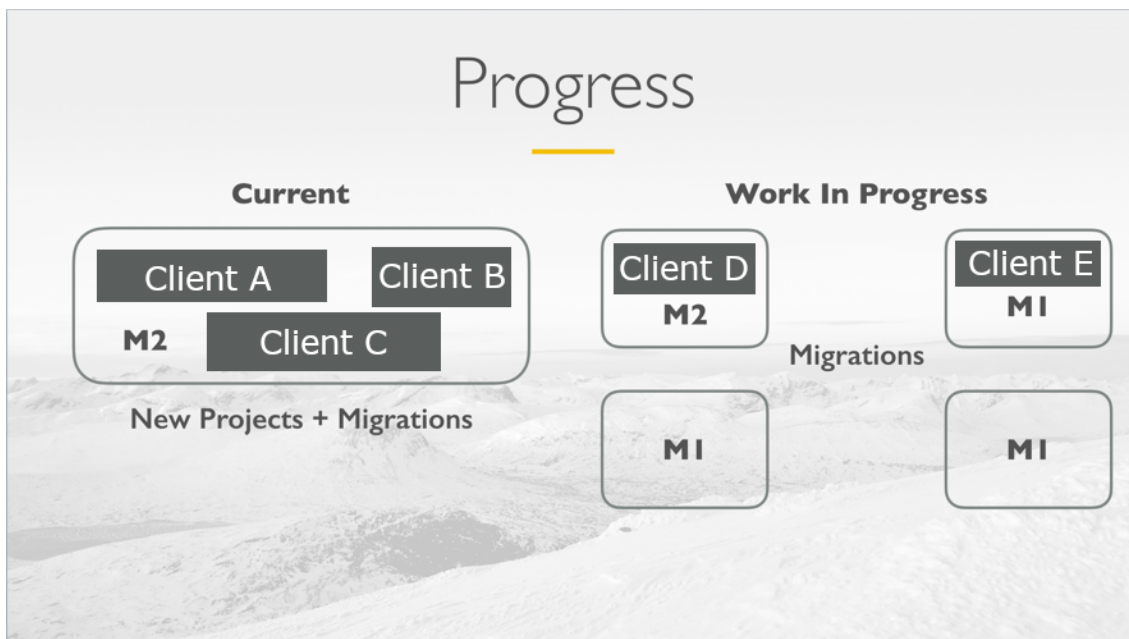 Progress
Current
Client A
Client B
M2
Client C
New Projects + Migrations
Work In Progress
Client D
M2
Client E
M1
Migrations
M1
M1